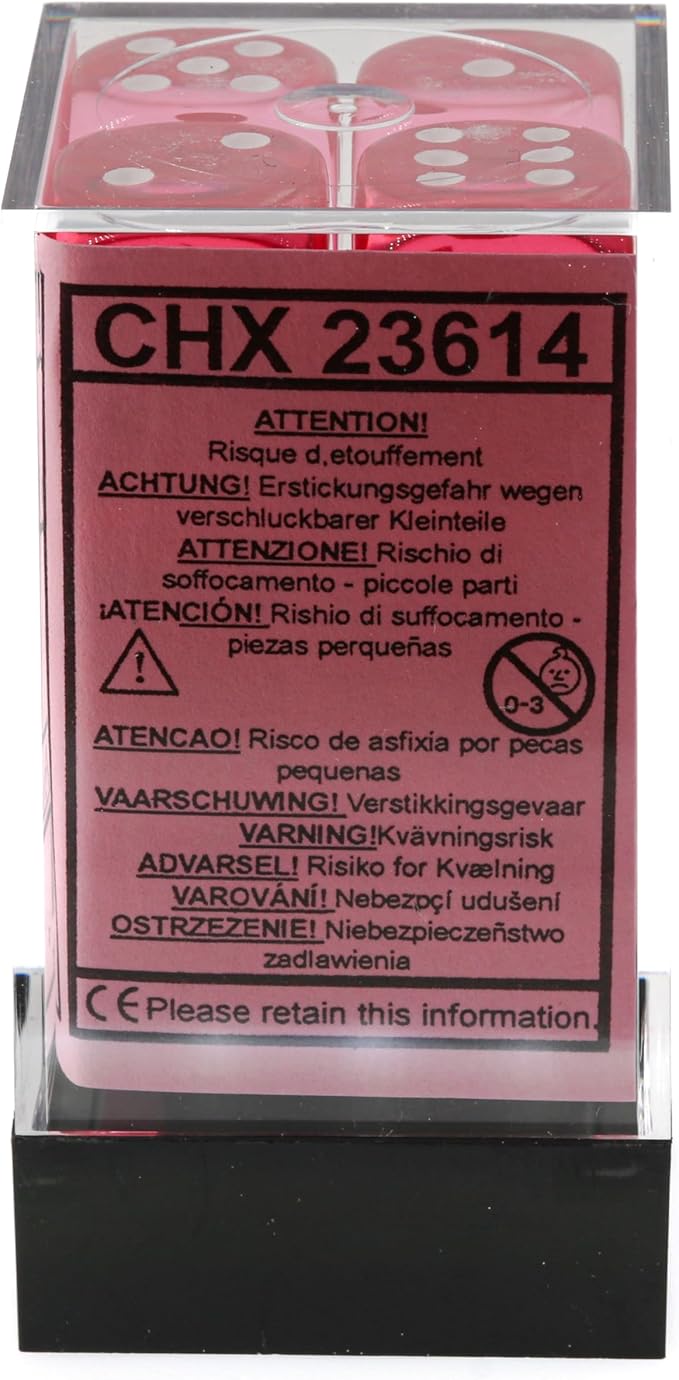 CHX 23614
ATTENTION!
Risque d,etouffement
ACHTUNG! Erstickungsgefahr wegen
verschluckbarer Kleinteile
ATTENZIONE! Rischio di
soffocamento - piccole parti
¡ATENCIÓN! Rishio di suffocamento -
piezas perqueñas
0-3
ATENCAO! Risco de asfixia por pecas
pequenas
VAARSCHUWING! Verstikkingsgevaar
VARNING!Kvävningsrisk
ADVARSEL! Risiko for Kvælning
VAROVÁNÍ! Nebezpçí udušení
OSTRZEZENIE! Niebezpieczeñstwo
zadlawienia
CE Please retain this information.